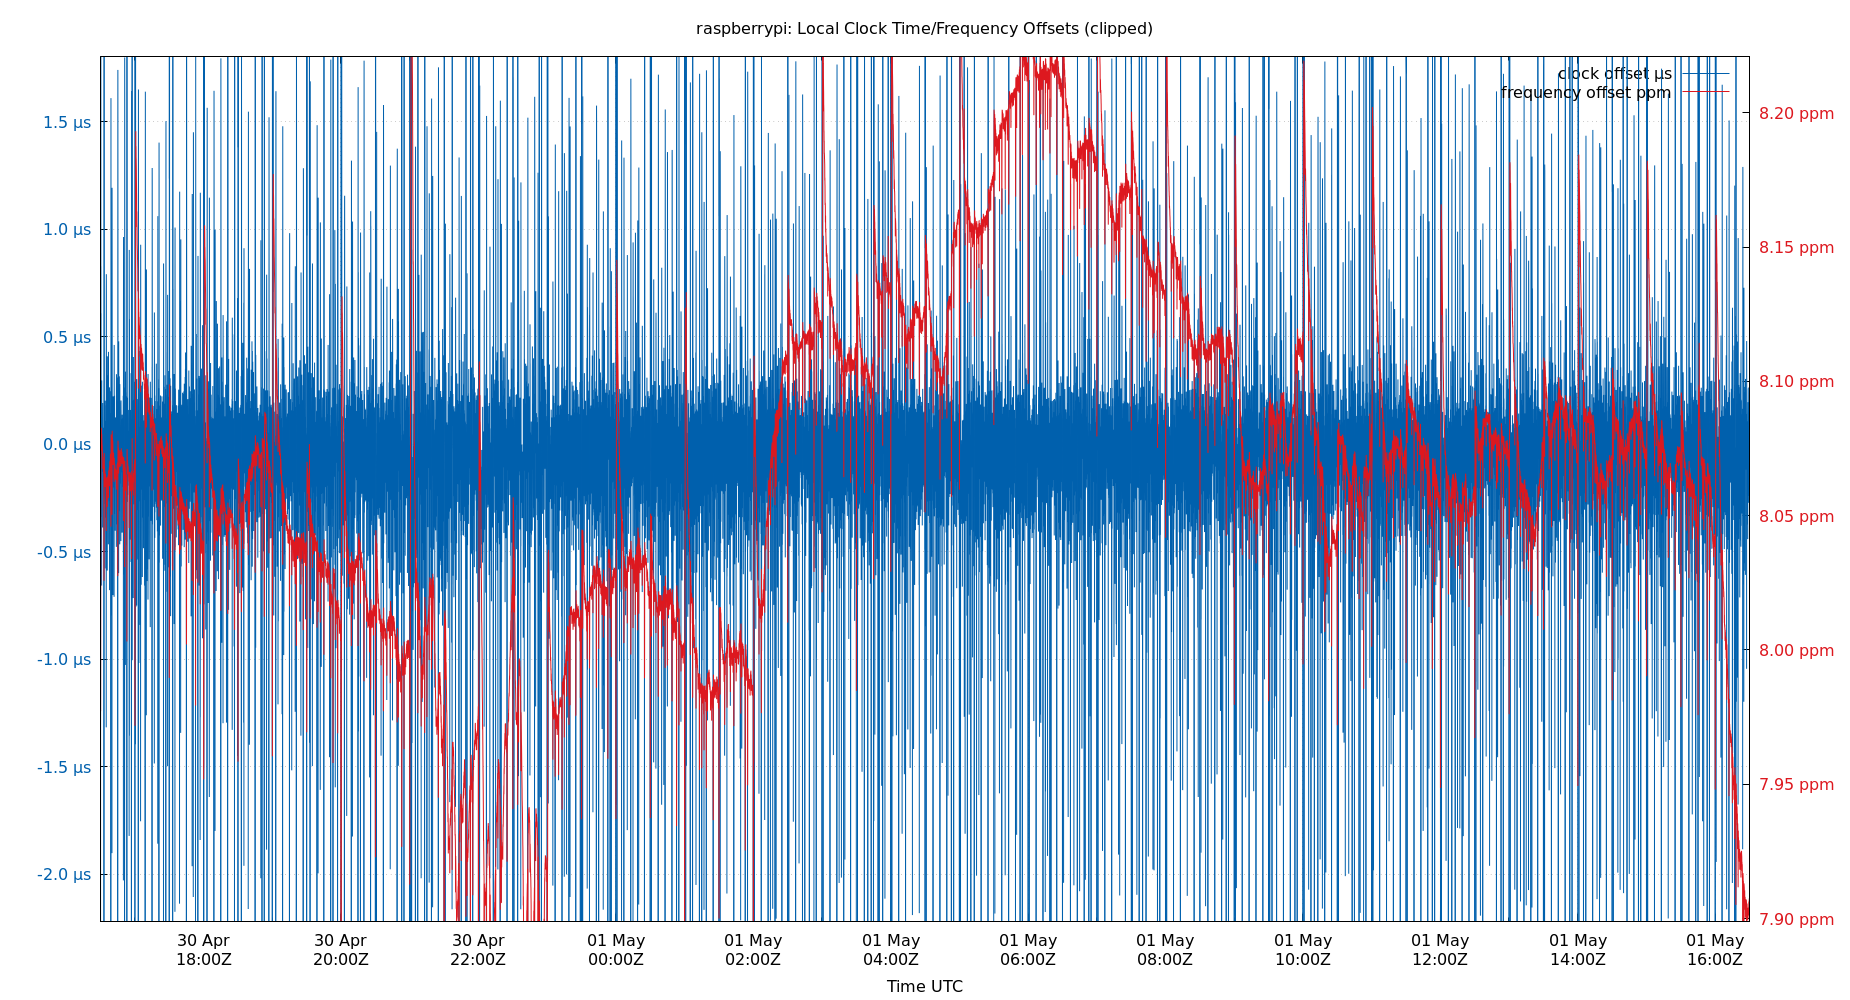 raspberrypi: Local Clock Time/Frequency Offsets (clipped)
clock offset µs
frequency offset ppm
1.5 µs
1.0 µs
0.5 µs
0.0 µs
-0.5 µs
-1.0 µs
-1.5 µs
-2.0 µs
8.20 ppm
8.15 ppm
8.10 ppm
8.05 ppm
8.00 ppm
7.95 ppm
7.90 ppm
30 Apr 30 Apr 30 Apr 01 May 01 May 01 May 01 May 01 May 01 May 01 May 01 May 01 May
18:00Z 20:00Z 22:00Z 00:00Z 02:00Z 04:00Z 06:00Z 08:00Z 10:00Z 12:00Z 14:00Z 16:00Z
Time UTC